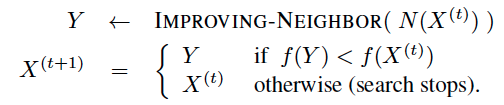 Y ← IMPROVING-NEIGHBOR( N(X^(t)) )
X^(t+1) = { Y if f(Y) < f(X^(t))
X^(t) otherwise (search stops).